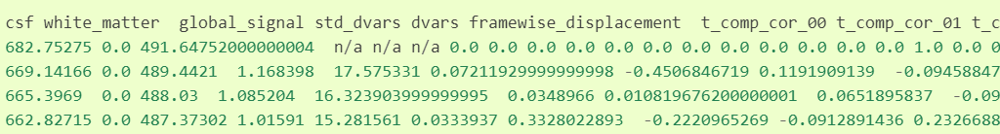 csf white_matter global_signal std_dvars dvars framewise_displacement t_comp_cor_00 t_comp_cor_01 t_c
682.75275 0.0 491.64752000000004 n/a n/a n/a 0.0 0.0 0.0 0.0 0.0 0.0 0.0 0.0 0.0 0.0 0.0 0.0 1.0 0.0 0
669.14166 0.0 489.4421 1.168398 17.575331 0.07211929999999998 -0.4506846719 0.1191909139 -0.09458847
665.3969 0.0 488.03 1.085204 16.323903999999995 0.0348966 0.010819676200000001 0.0651895837 -0.09
662.82715 0.0 487.37302 1.01591 15.281561 0.0333937 0.3328022893 -0.2220965269 -0.0912891436 0.2326688